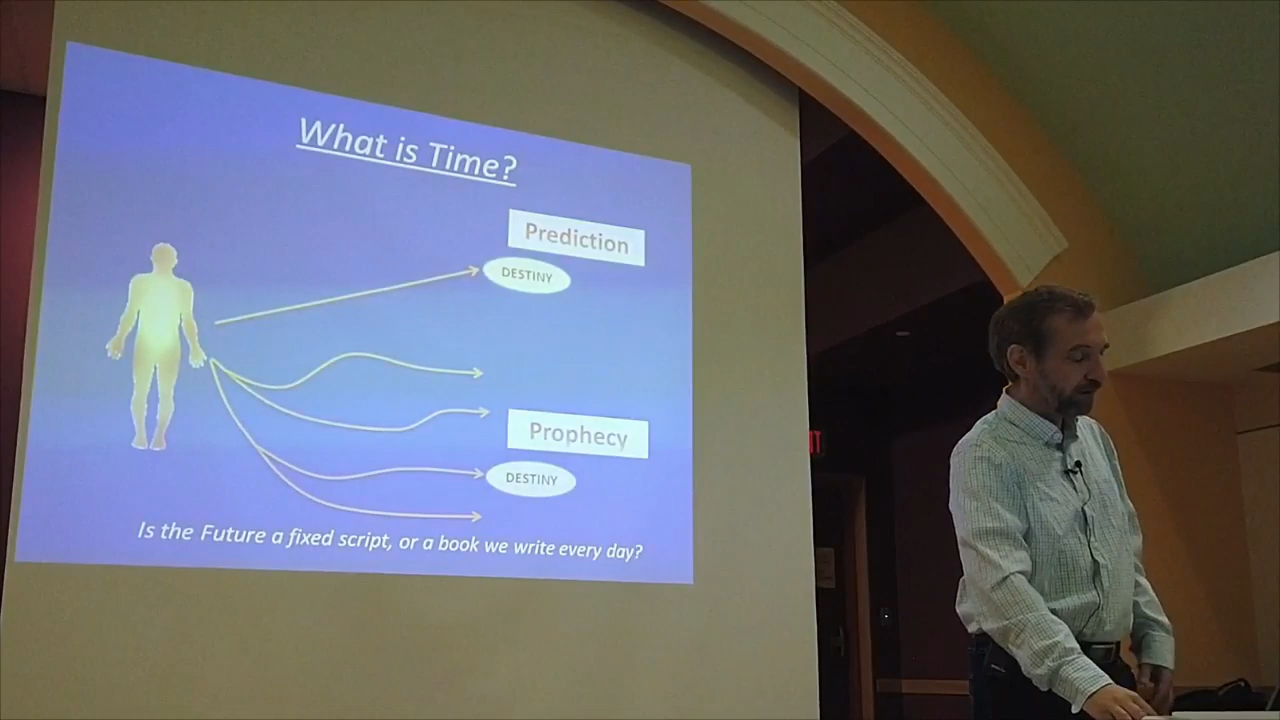 What is Time?
Prediction
DESTINY
Prophecy
DESTINY
Is the Future a fixed script, or a book we write every day?